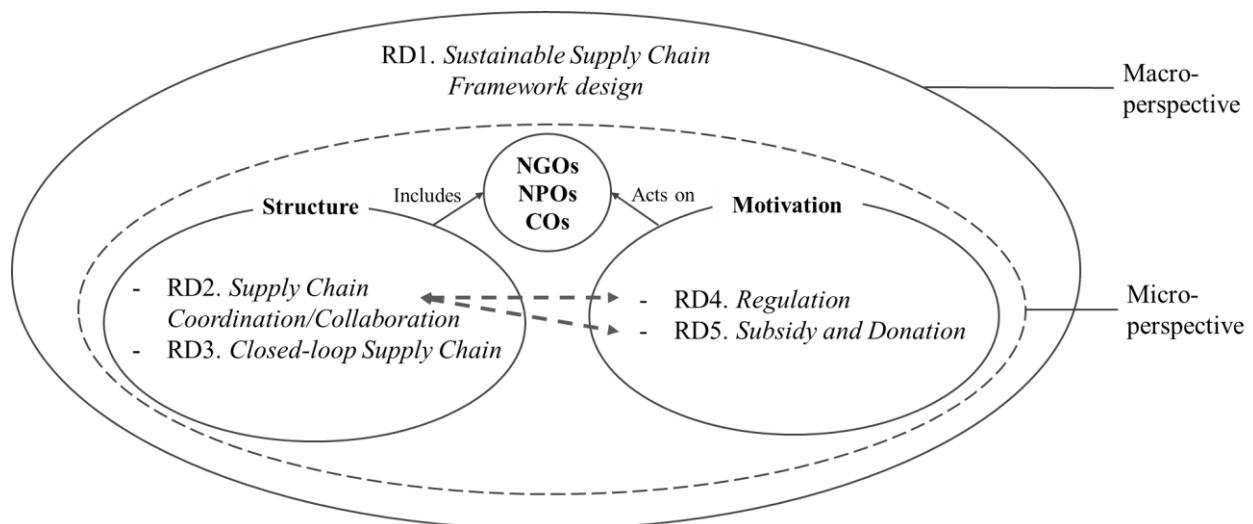 RD1. Sustainable Supply Chain
Framework design
Macro-
perspective
NGOs
NPOs
COs
Includes
Acts on
Structure
Motivation
- RD2. Supply Chain
Coordination/Collaboration
- RD3. Closed-loop Supply Chain
- RD4. Regulation
- RD5. Subsidy and Donation
Micro-
perspective